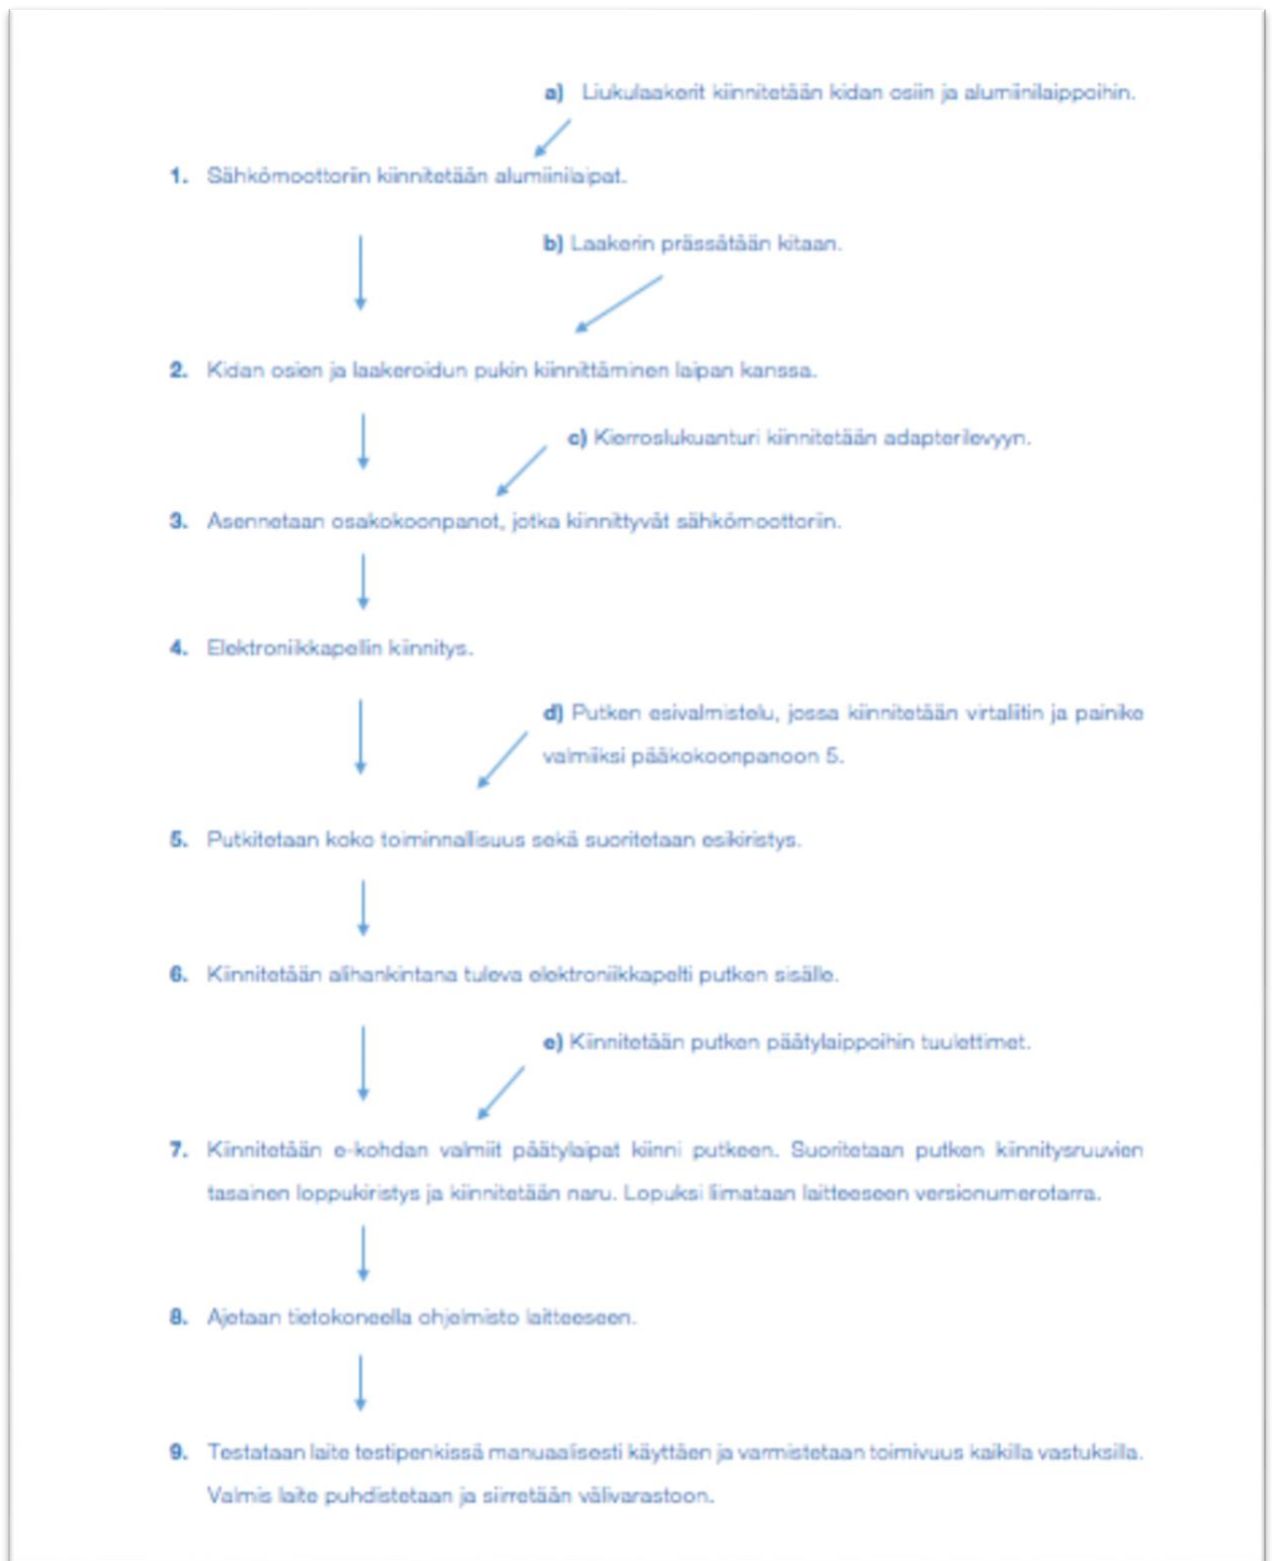 a) Liukulaakerit kiinnitetään kidan osiin ja alumiinilaippoihin.
1. Sähkömoottoriin kiinnitetään alumiinilaipat.
b) Laakerin prässätään kitaan.
2. Kidan osien ja laakeroidun pukin kiinnittäminen laipan kanssa.
c) Kierroslukuanturi kiinnitetään adapterilevyyn.
3. Asennetaan osakokoonpanot, jotka kiinnittyvät sähkömoottoriin.
4. Elektroniikkapellin kiinnitys.
d) Putken esivalmistelu, jossa kiinnitetään virtaliitin ja painike
valmiiksi pääkokoonpanoon 5.
5. Putkitetaan koko toiminnallisuus sekä suoritetaan esikiristys.
6. Kiinnitetään alihankintana tuleva elektroniikkapelti putken sisälle.
e) Kiinnitetään putken päätylaippoihin tuulettimet.
7. Kiinnitetään e-kohdan valmiit päätylaipat kiinni putkeen. Suoritetaan putken kiinnitysruuvien
tasainen loppukiristys ja kiinnitetään naru. Lopuksi liimataan laitteeseen versionumerotarra.
8. Ajetaan tietokoneella ohjelmisto laitteeseen.
9. Testataan laite testipenkissä manuaalisesti käyttäen ja varmistetaan toimivuus kaikilla vastuksilla.
Valmis laite puhdistetaan ja siirretään välivarastoon.